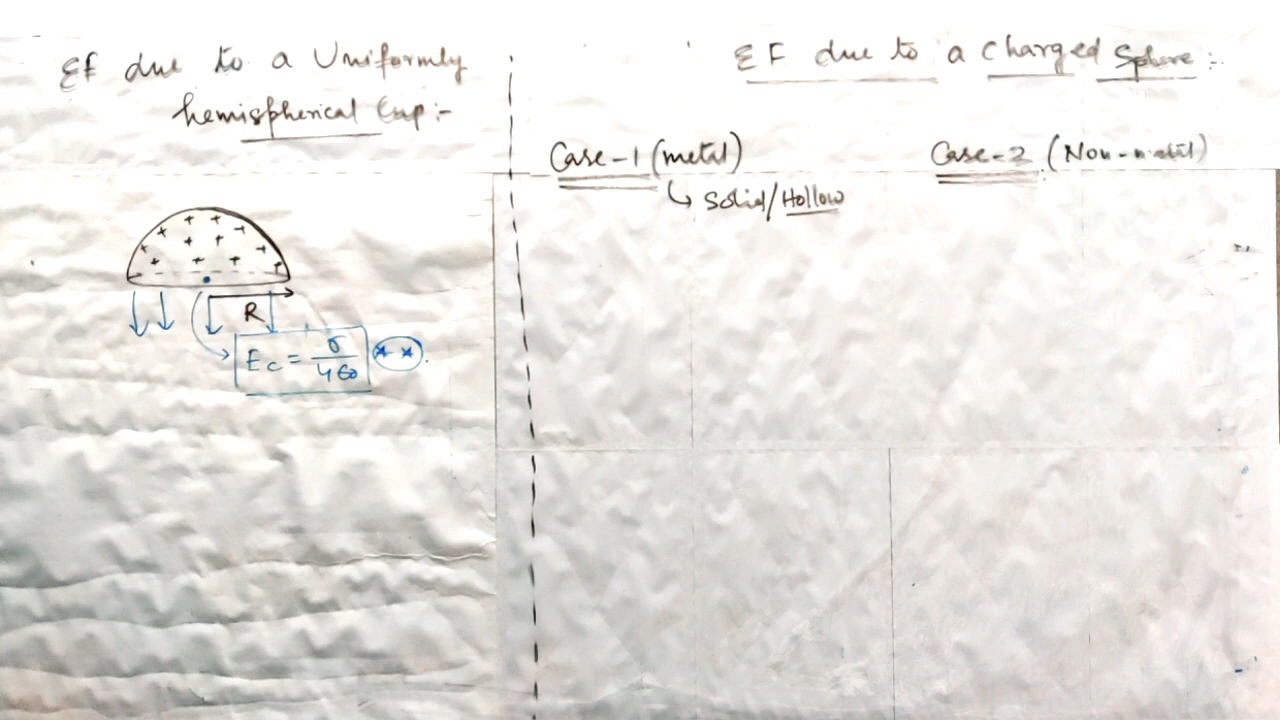 Ef due to a Uniformly
hemispherical Cup:-
R
Ec = σ/4ε0
EF due to a Charged Sphere:-
Case-1 (metal)
↳ Solid/Hollow
Case-2 (Non-metal)